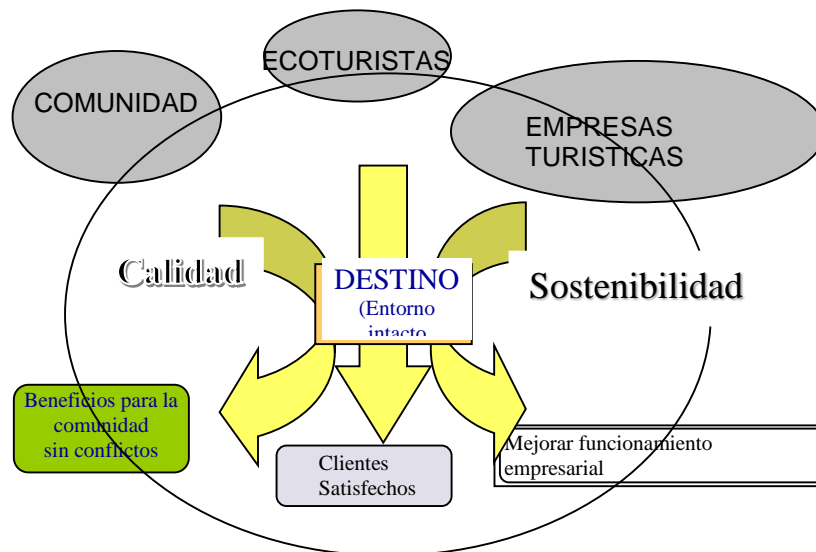 ECOTURISTAS
COMUNIDAD
EMPRESAS
TURISTICAS
Calidad
DESTINO
(Entorno
intacto
Sostenibilidad
Beneficios para la
comunidad
sin conflictos
Clientes
Satisfechos
Mejorar funcionamiento
empresarial